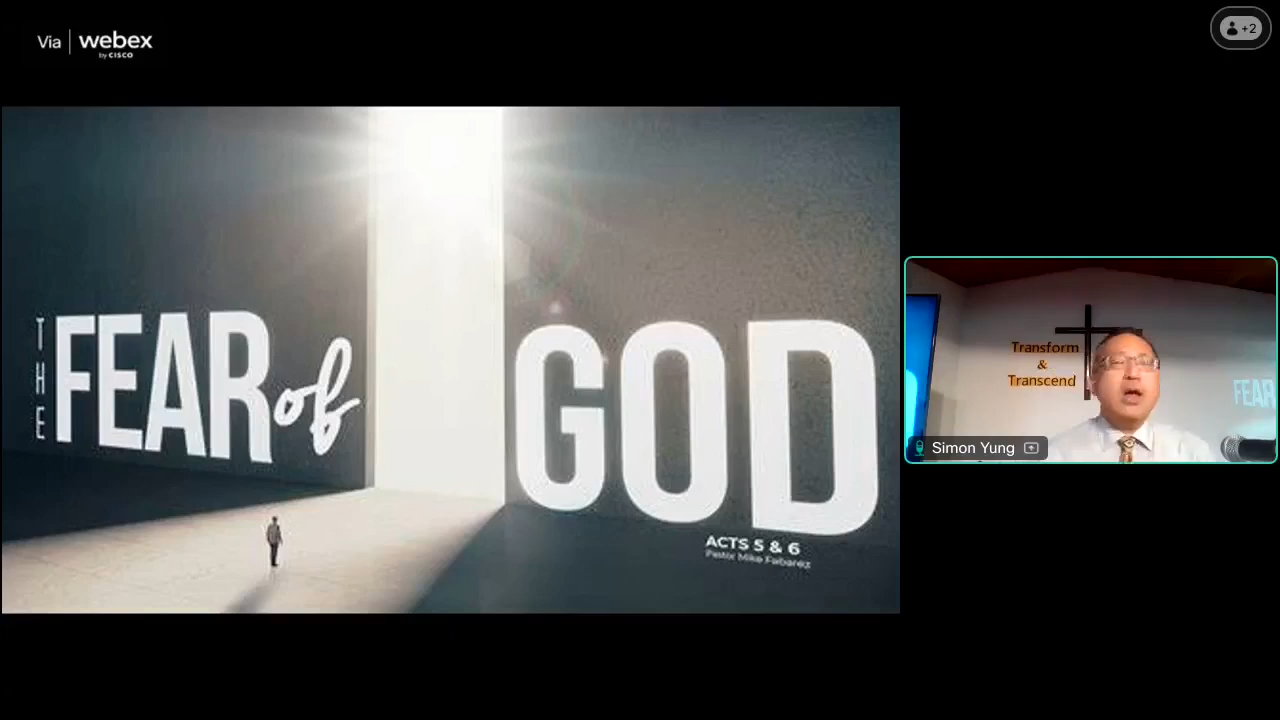 Via webex
by CISCO
+2
THE FEAR of GOD
ACTS 5 & 6
Pastor Mike Fabarez
Transform
&
Transcend
FEAR
Simon Yung